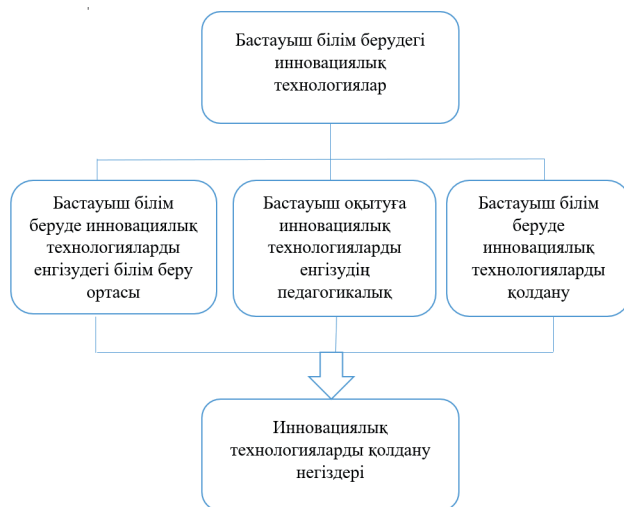 Бастауыш білім берудегі
инновациялық
технологиялар
Бастауыш білім
беруде инновациялық
технологияларды
енгізудегі білім беру
ортасы
Бастауыш оқытуға
инновациялық
технологияларды
енгізудің
педагогикалық
Бастауыш білім
беруде
инновациялық
технологияларды
қолдану
Инновациялық
технологияларды қолдану
негіздері